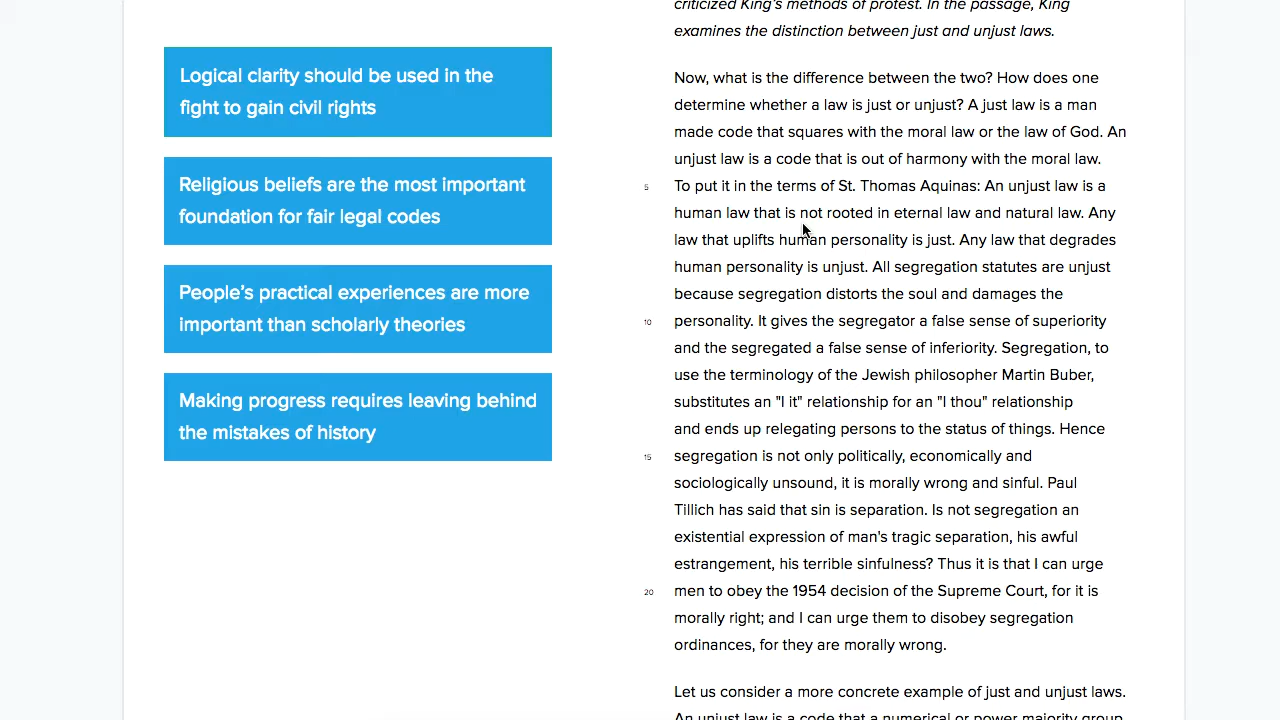 Logical clarity should be used in the
fight to gain civil rights
Religious beliefs are the most important
foundation for fair legal codes
People's practical experiences are more
important than scholarly theories
Making progress requires leaving behind
the mistakes of history
criticized King's methods of protest. In the passage, King
examines the distinction between just and unjust laws.
Now, what is the difference between the two? How does one
determine whether a law is just or unjust? A just law is a man
made code that squares with the moral law or the law of God. An
unjust law is a code that is out of harmony with the moral law.
5 To put it in the terms of St. Thomas Aquinas: An unjust law is a
human law that is not rooted in eternal law and natural law. Any
law that uplifts human personality is just. Any law that degrades
human personality is unjust. All segregation statutes are unjust
because segregation distorts the soul and damages the
10 personality. It gives the segregator a false sense of superiority
and the segregated a false sense of inferiority. Segregation, to
use the terminology of the Jewish philosopher Martin Buber,
substitutes an "I it" relationship for an "I thou" relationship
and ends up relegating persons to the status of things. Hence
15 segregation is not only politically, economically and
sociologically unsound, it is morally wrong and sinful. Paul
Tillich has said that sin is separation. Is not segregation an
existential expression of man's tragic separation, his awful
estrangement, his terrible sinfulness? Thus it is that I can urge
20 men to obey the 1954 decision of the Supreme Court, for it is
morally right; and I can urge them to disobey segregation
ordinances, for they are morally wrong.
Let us consider a more concrete example of just and unjust laws.
An unjust law is a code that a numerical or power majority group